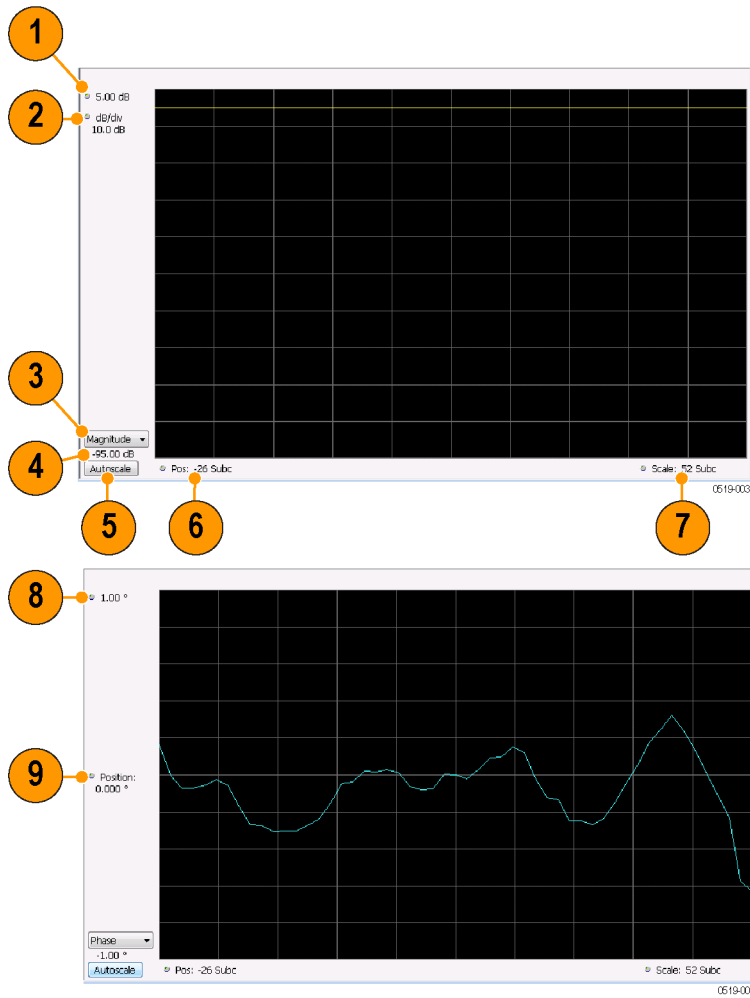 1
5.00 dB
2
dB/div
10.0 dB
3
Magnitude
-95.00 dB
4
Autoscale
Pos: -26 Subc
Scale: 52 Subc
0519-003
5
6
7
8
1.00 °
9
Position:
0.000 °
Phase
-1.00 °
Autoscale
Pos: -26 Subc
Scale: 52 Subc
0519-00